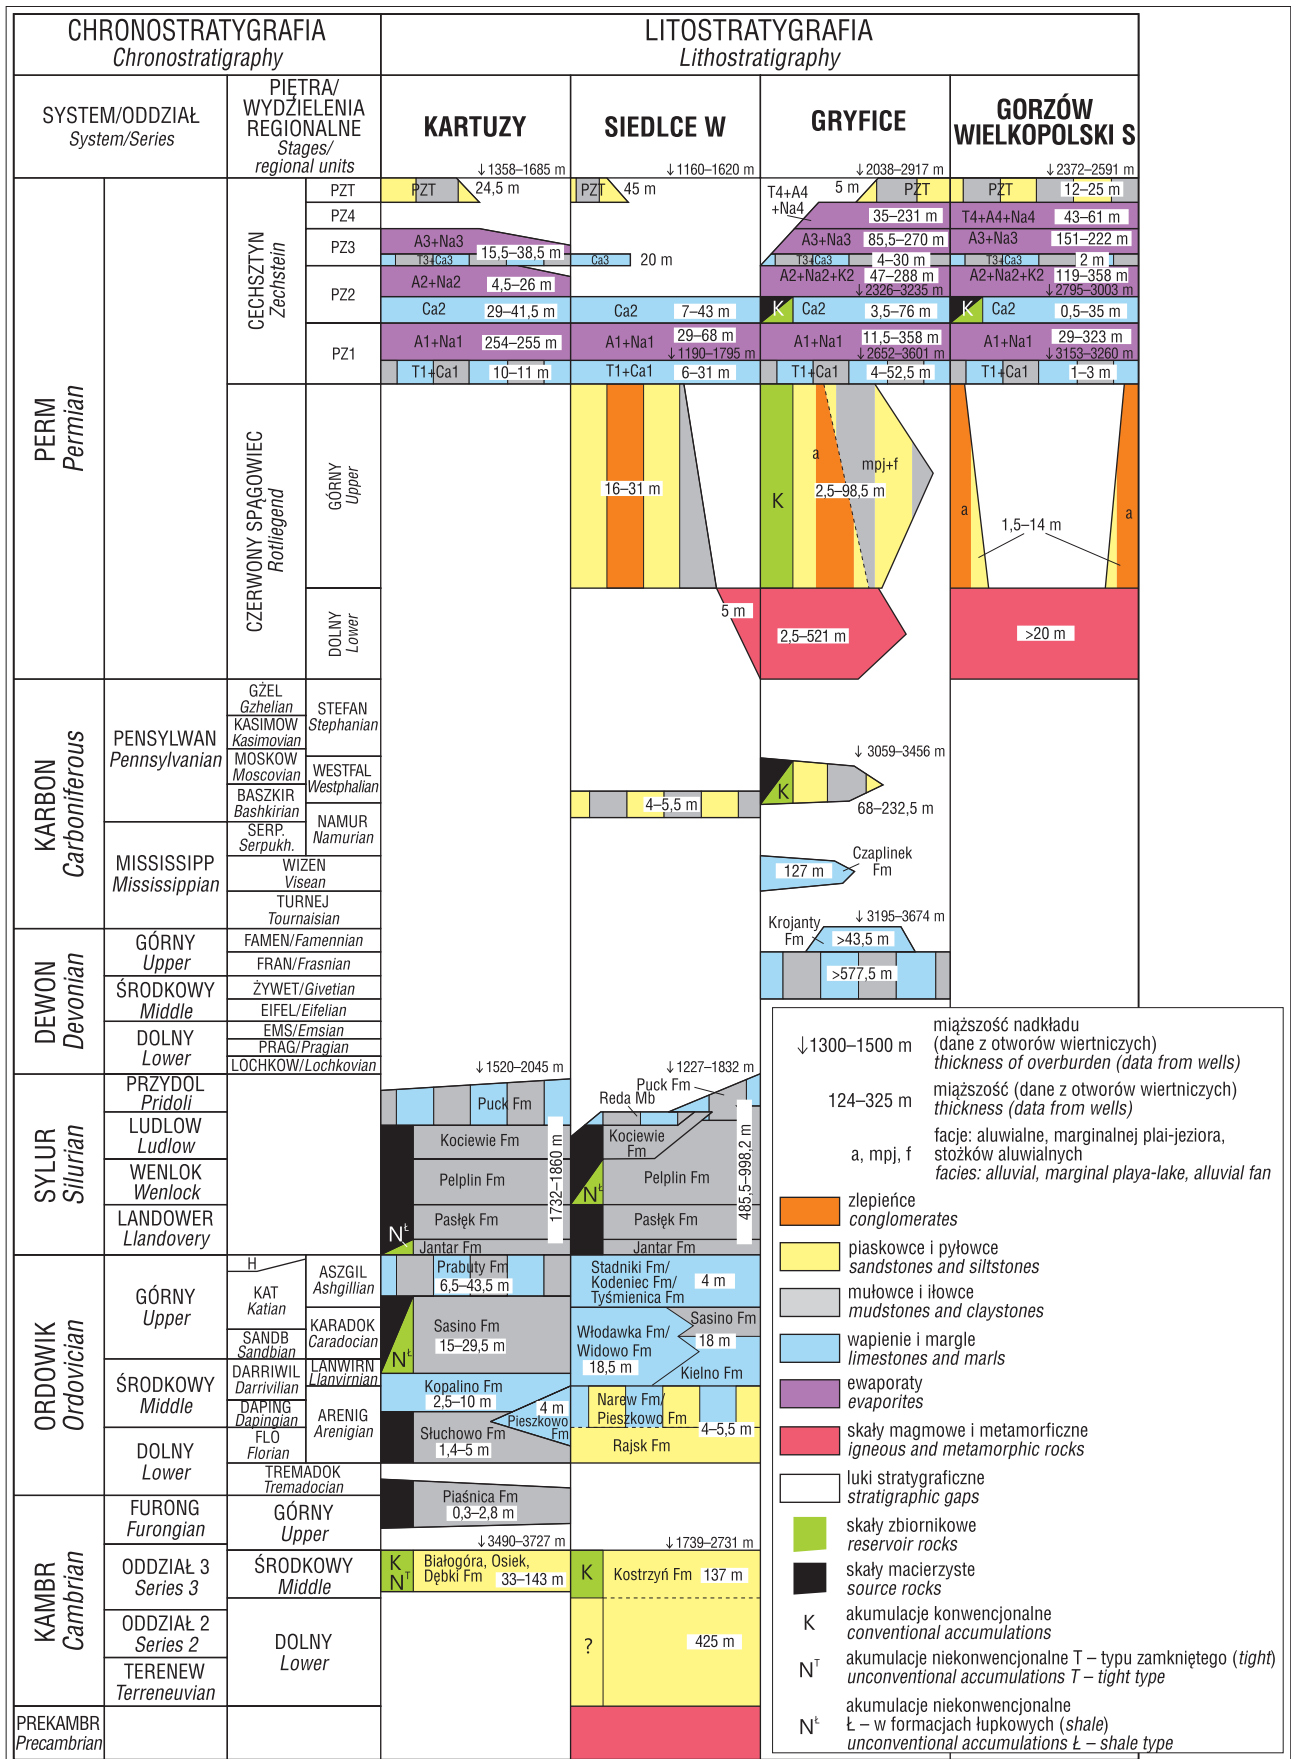 CHRONOSTRATYGRAFIA
Chronostratigraphy
LITOSTRATYGRAFIA
Lithostratigraphy
SYSTEM/ODDZIAŁ
System/Series
PIĘTRA/
WYDZIELENIA
REGIONALNE
Stages/
regional units
KARTUZY
SIEDLCE W
GRYFICE
GORZÓW
WIELKOPOLSKI S
↓1358–1685 m
↓1160–1620 m
↓2038–2917 m
↓2372–2591 m
PERM
Permian
CECHSZTYN
Zechstein
PZT
PZ4
PZ3
PZ2
PZ1
CZERWONY SPĄGOWIEC
Rotliegend
GÓRNY
Upper
DOLNY
Lower
PZT
24,5 m
A3+Na3
15,5–38,5 m
T3+Ca3
A2+Na2
4,5–26 m
Ca2
29–41,5 m
A1+Na1
254–255 m
T1+Ca1
10–11 m
PZT
45 m
Ca3
20 m
Ca2
7–43 m
A1+Na1
29–68 m
↓1190–1795 m
T1+Ca1
6–31 m
16–31 m
5 m
T4+A4
+Na4
5 m
PZT
35–231 m
A3+Na3
85,5–270 m
T3+Ca3
4–30 m
A2+Na2+K2
47–288 m
↓2326–3235 m
K
Ca2
3,5–76 m
A1+Na1
11,5–358 m
↓2652–3601 m
T1+Ca1
4–52,5 m
a
mpj+f
2,5–98,5 m
K
2,5–521 m
PZT
12–25 m
T4+A4+Na4
43–61 m
A3+Na3
151–222 m
T3+Ca3
2 m
A2+Na2+K2
119–358 m
↓2795–3003 m
K
Ca2
0,5–35 m
A1+Na1
29–323 m
↓3153–3260 m
T1+Ca1
1–3 m
a
1,5–14 m
a
>20 m
KARBON
Carboniferous
PENSYLWAN
Pennsylvanian
MISSISSIPP
Mississippian
GŻEL
Gzhelian
KASIMOW
Kasimovian
MOSKOW
Moscovian
BASZKIR
Bashkirian
SERP.
Serpukh.
STEFAN
Stephanian
WESTFAL
Westphalian
NAMUR
Namurian
WIZEN
Visean
TURNEJ
Tournaisian
4–5,5 m
↓3059–3456 m
K
68–232,5 m
127 m
Czaplinek
Fm
DEWON
Devonian
GÓRNY
Upper
ŚRODKOWY
Middle
DOLNY
Lower
FAMEN/Famennian
FRAN/Frasnian
ŻYWET/Givetian
EIFEL/Eifelian
EMS/Emsian
PRAG/Pragian
LOCHKOW/Lochkovian
↓3195–3674 m
Krojanty
Fm
>43,5 m
>577,5 m
SYLUR
Silurian
PRZYDOL
Pridoli
LUDLOW
Ludlow
WENLOK
Wenlock
LANDOWER
Llandovery
↓1520–2045 m
Puck Fm
Kociewie Fm
Pelplin Fm
Pasłęk Fm
Jantar Fm
NŁ
1732–1860 m
↓1227–1832 m
Puck Fm
Reda Mb
Kociewie
Fm
Pelplin Fm
NŁ
Pasłęk Fm
Jantar Fm
485,5–998,2 m
ORDOWIK
Ordovician
GÓRNY
Upper
ŚRODKOWY
Middle
DOLNY
Lower
H
KAT
Katian
SANDB
Sandbian
DARRIWIL
Darrivilian
DAPING
Dapingian
FLO
Florian
ASZGIL
Ashgillian
KARADOK
Caradocian
LANWIRN
Llanvirnian
ARENIG
Arenigian
TREMADOK
Tremadocian
Prabuty Fm
6,5–43,5 m
Sasino Fm
15–29,5 m
NŁ
Kopalino Fm
2,5–10 m
4 m
Pieszkowo
Fm
Słuchowo Fm
1,4–5 m
Stadniki Fm/
Kodeniec Fm/
Tyśmienica Fm
4 m
Sasino Fm
18 m
Włodawka Fm/
Widowo Fm
18,5 m
Kielno Fm
Narew Fm/
Pieszkowo Fm
4–5,5 m
Rajsk Fm
KAMBR
Cambrian
FURONG
Furongian
ODDZIAŁ 3
Series 3
ODDZIAŁ 2
Series 2
TERENEW
Terreneuvian
GÓRNY
Upper
ŚRODKOWY
Middle
DOLNY
Lower
Piaśnica Fm
0,3–2,8 m
↓3490–3727 m
K
NT
Białogóra, Osiek,
Dębki Fm
33–143 m
↓1739–2731 m
K
Kostrzyń Fm
137 m
?
425 m
PREKAMBR
Precambrian
↓1300–1500 m
miąższość nadkładu
(dane z otworów wiertniczych)
thickness of overburden (data from wells)
124–325 m
miąższość (dane z otworów wiertniczych)
thickness (data from wells)
a, mpj, f
facje: aluwialne, marginalnej plai-jeziora,
stożków aluwialnych
facies: alluvial, marginal playa-lake, alluvial fan
zlepieńce
conglomerates
piaskowce i pyłowce
sandstones and siltstones
mułowce i iłowce
mudstones and claystones
wapienie i margle
limestones and marls
ewaporaty
evaporites
skały magmowe i metamorficzne
igneous and metamorphic rocks
luki stratygraficzne
stratigraphic gaps
skały zbiornikowe
reservoir rocks
skały macierzyste
source rocks
K
akumulacje konwencjonalne
conventional accumulations
NT
akumulacje niekonwencjonalne T – typu zamkniętego (tight)
unconventional accumulations T – tight type
NŁ
akumulacje niekonwencjonalne
Ł – w formacjach łupkowych (shale)
unconventional accumulations Ł – shale type